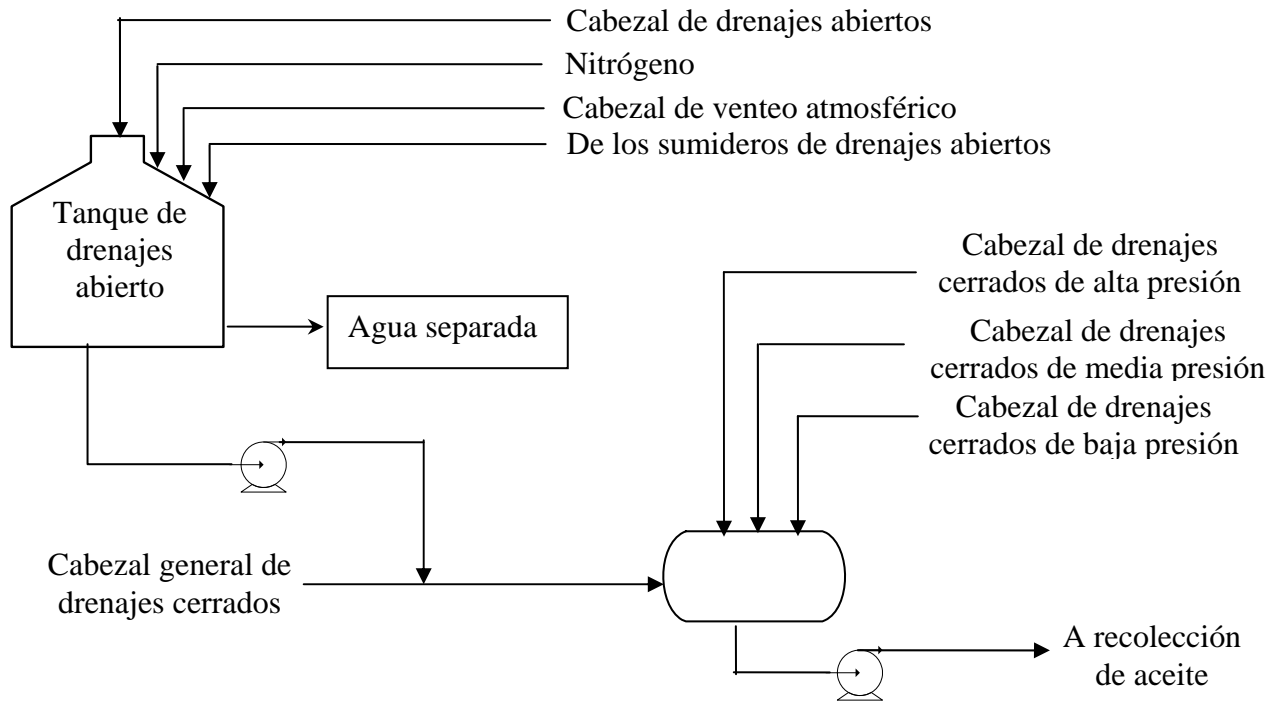 Cabezal de drenajes abiertos
Nitrógeno
Cabezal de venteo atmosférico
De los sumideros de drenajes abiertos
Tanque de
drenajes
abierto
Agua separada
Cabezal de drenajes
cerrados de alta presión
Cabezal de drenajes
cerrados de media presión
Cabezal de drenajes
cerrados de baja presión
Cabezal general de
drenajes cerrados
A recolección
de aceite